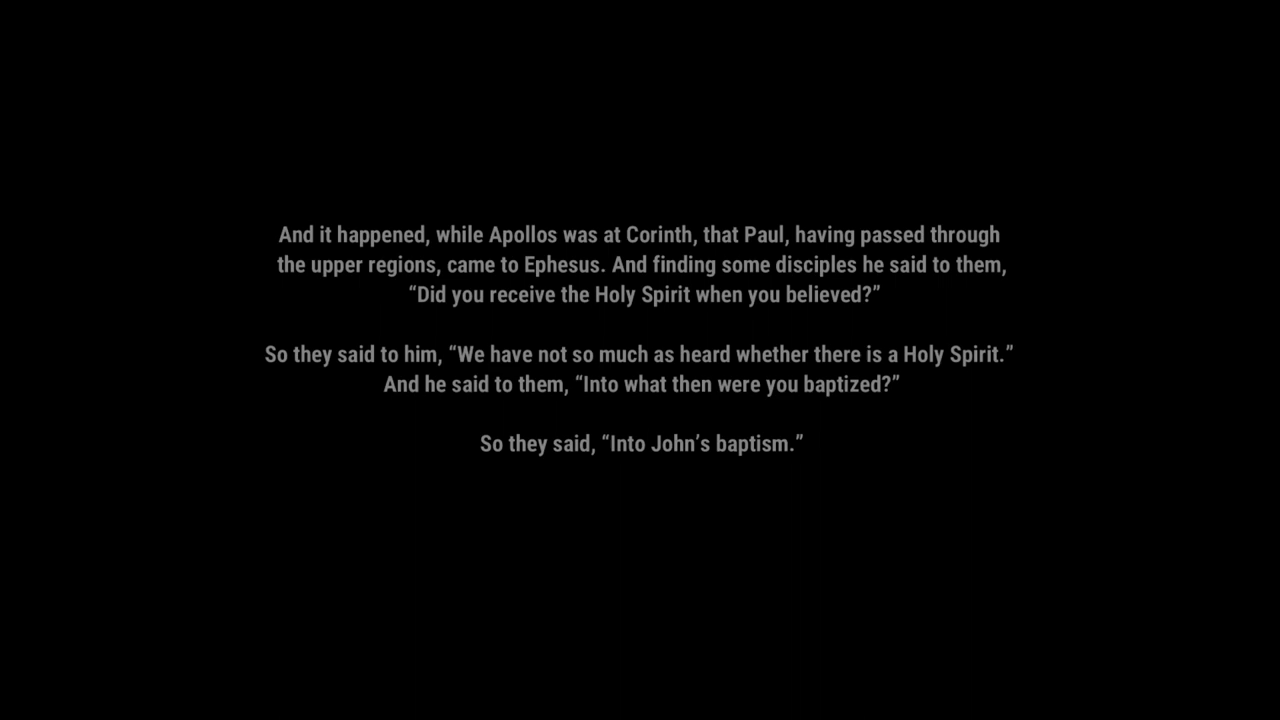 And it happened, while Apollos was at Corinth, that Paul, having passed through
the upper regions, came to Ephesus. And finding some disciples he said to them,
“Did you receive the Holy Spirit when you believed?”
So they said to him, “We have not so much as heard whether there is a Holy Spirit.”
And he said to them, “Into what then were you baptized?”
So they said, “Into John’s baptism.”